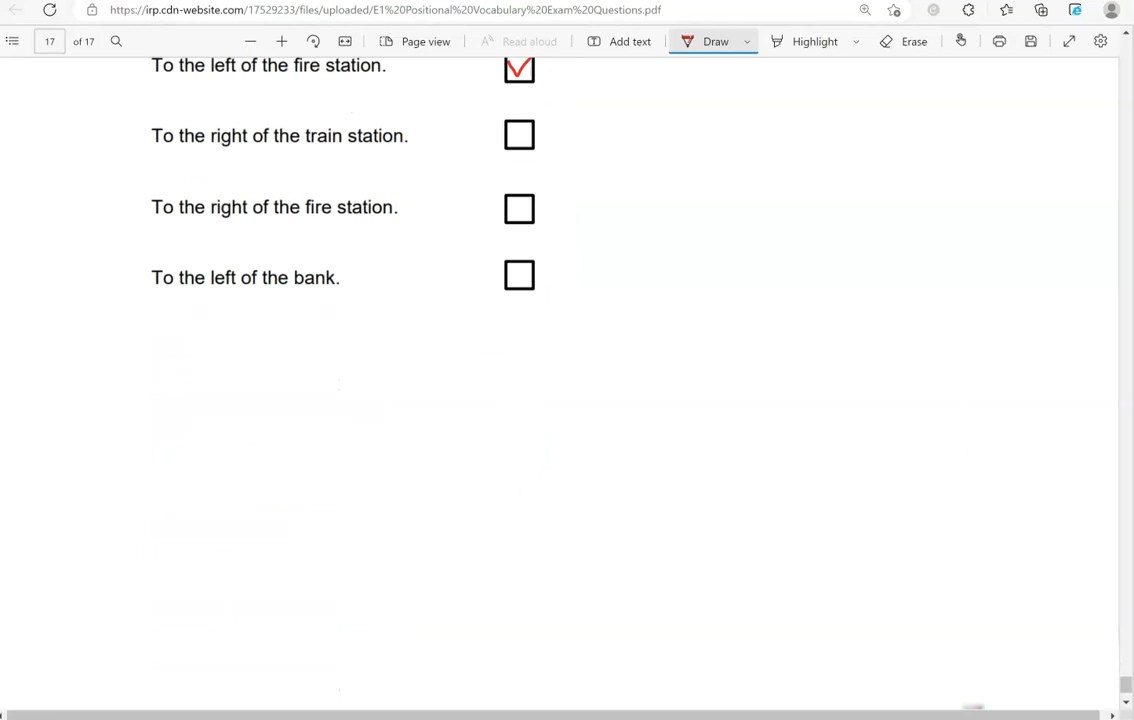 https://irp.cdn-website.com/17529233/files/uploaded/E1%20Positional%20Vocabulary%20Exam%20Questions.pdf
17 of 17 Page view Read aloud Add text Draw Highlight Erase
To the left of the fire station.
To the right of the train station.
To the right of the fire station.
To the left of the bank.